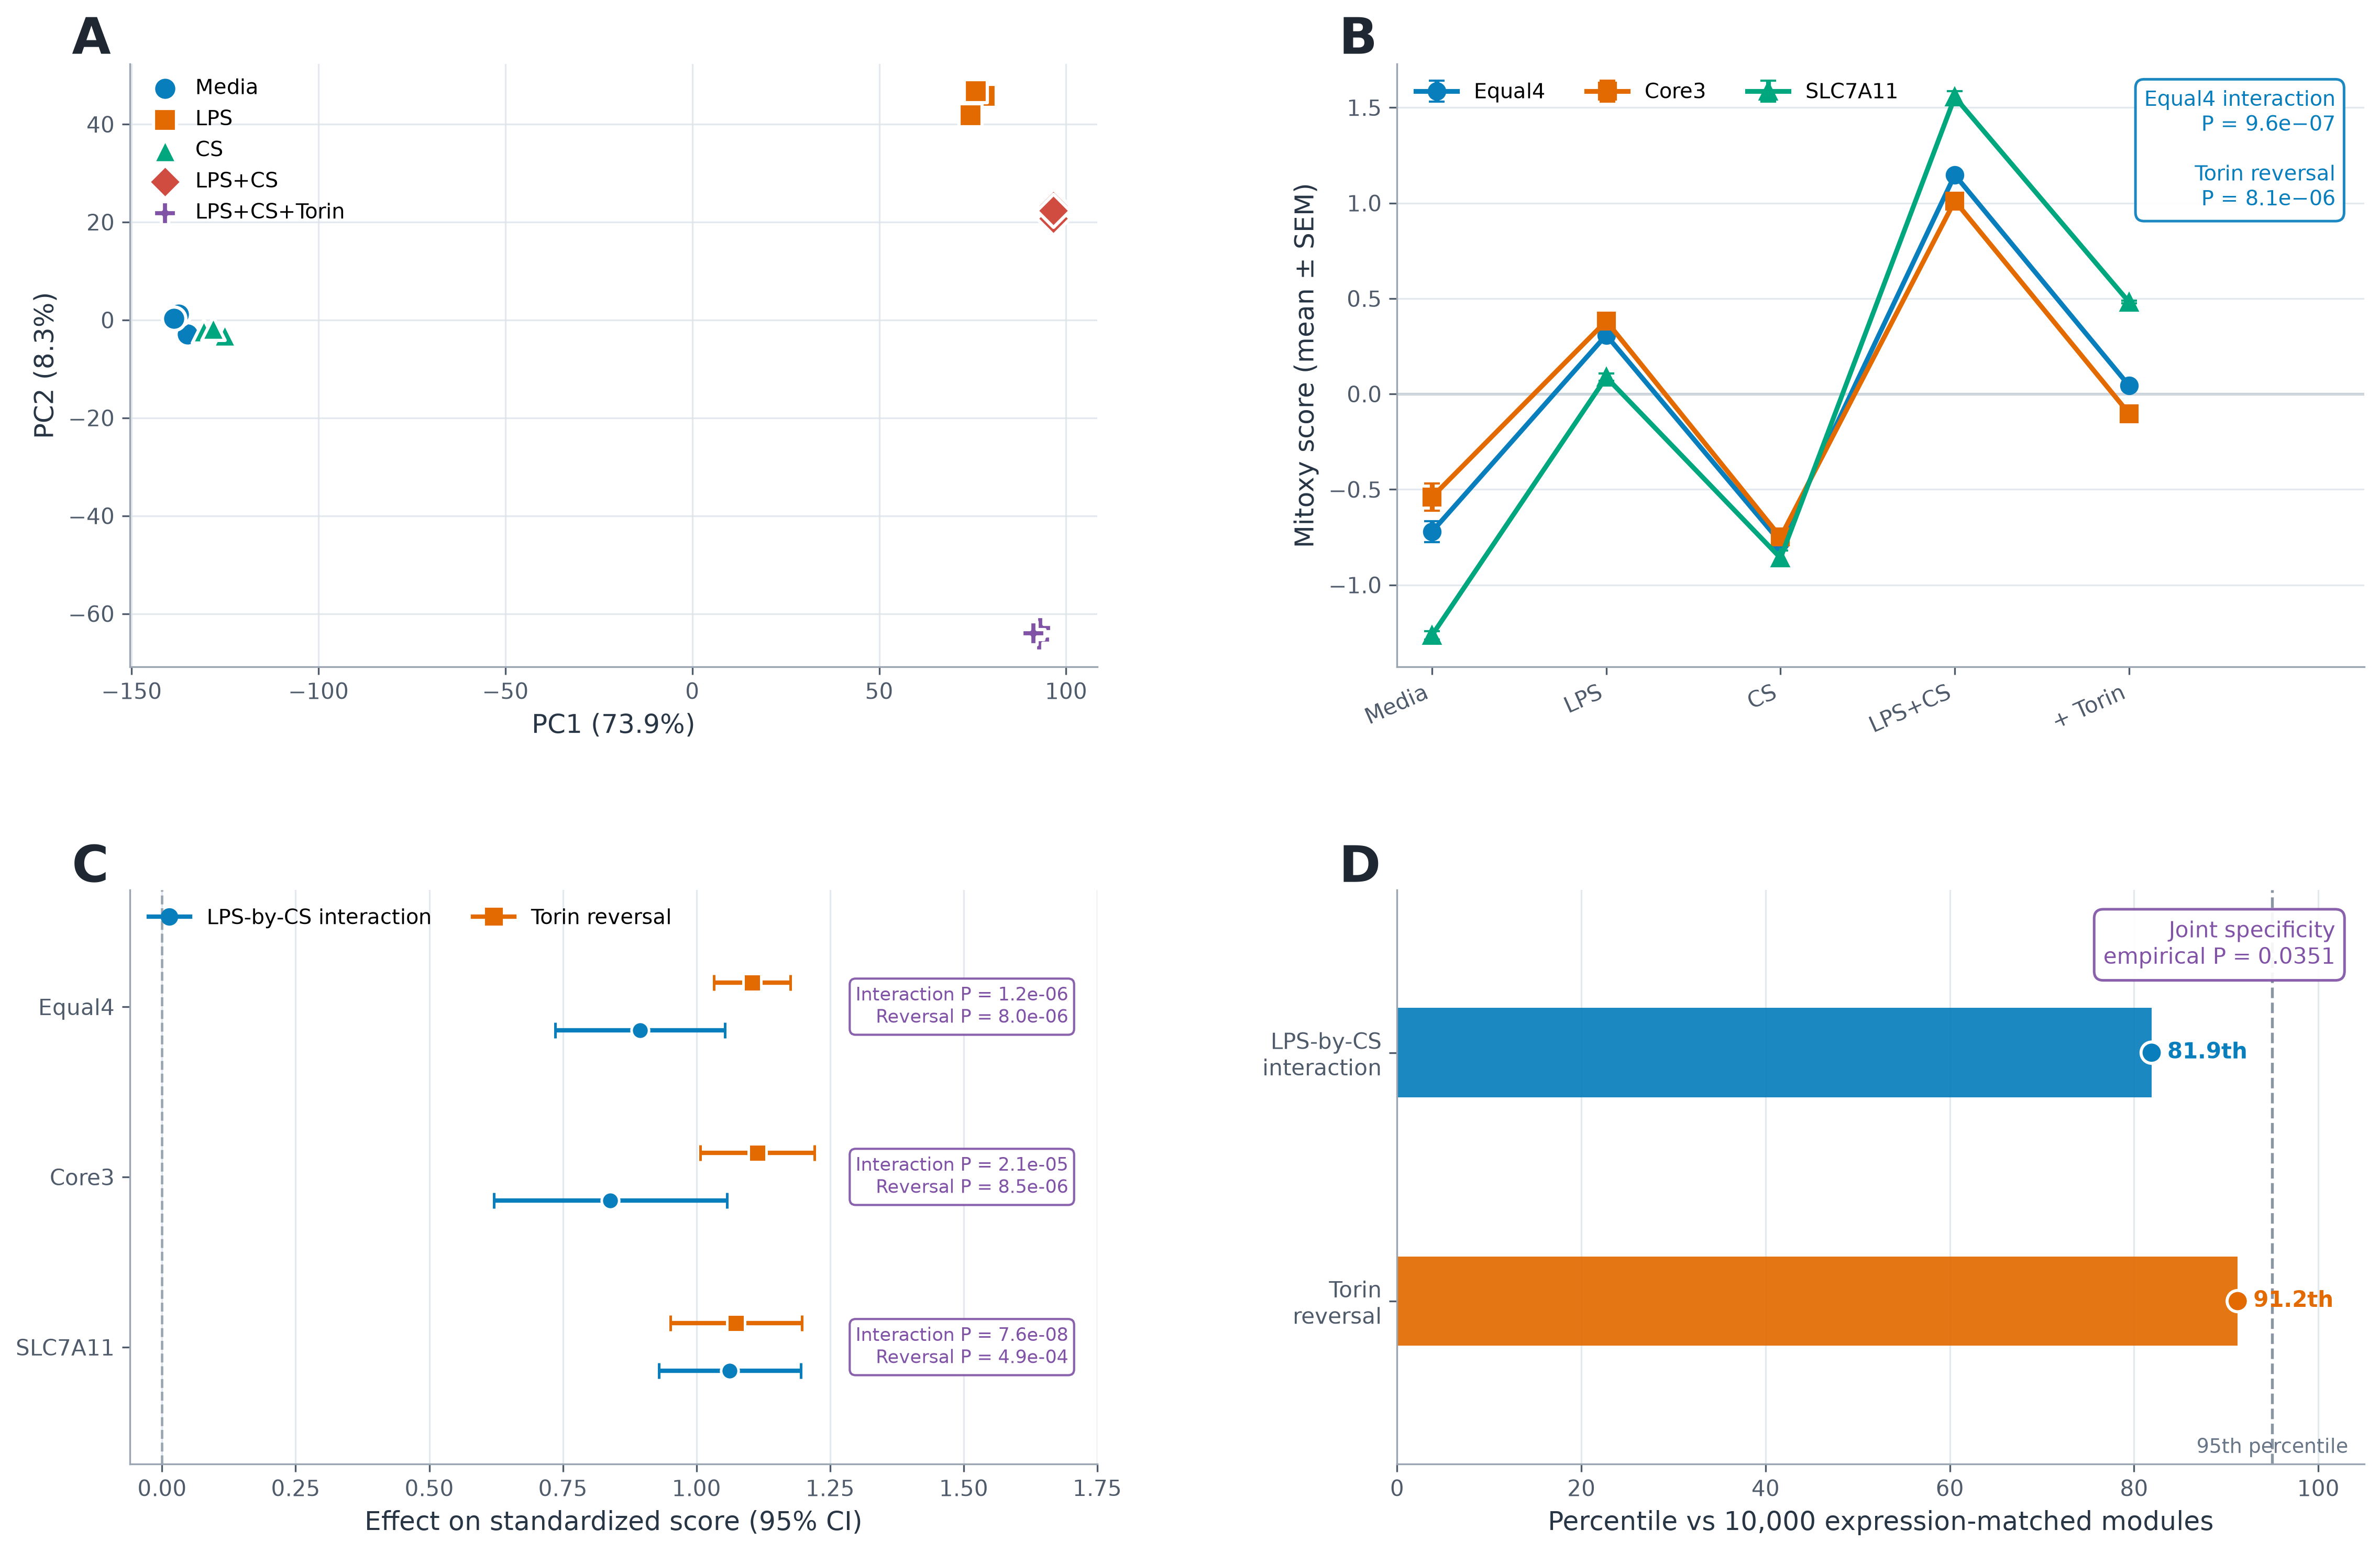 A
Media
LPS
CS
LPS+CS
LPS+CS+Torin
40
20
0
−20
−40
−60
PC2 (8.3%)
−150
−100
−50
0
50
100
PC1 (73.9%)
B
Equal4
Core3
SLC7A11
Equal4 interaction
P = 9.6e−07
Torin reversal
P = 8.1e−06
1.5
1.0
0.5
0.0
−0.5
−1.0
Mitoxy score (mean ± SEM)
Media
LPS
CS
LPS+CS
+ Torin
C
LPS-by-CS interaction
Torin reversal
Equal4
Interaction P = 1.2e-06
Reversal P = 8.0e-06
Core3
Interaction P = 2.1e-05
Reversal P = 8.5e-06
SLC7A11
Interaction P = 7.6e-08
Reversal P = 4.9e-04
0.00
0.25
0.50
0.75
1.00
1.25
1.50
1.75
Effect on standardized score (95% CI)
D
Joint specificity
empirical P = 0.0351
LPS-by-CS
interaction
81.9th
Torin
reversal
91.2th
95th percentile
0
20
40
60
80
100
Percentile vs 10,000 expression-matched modules